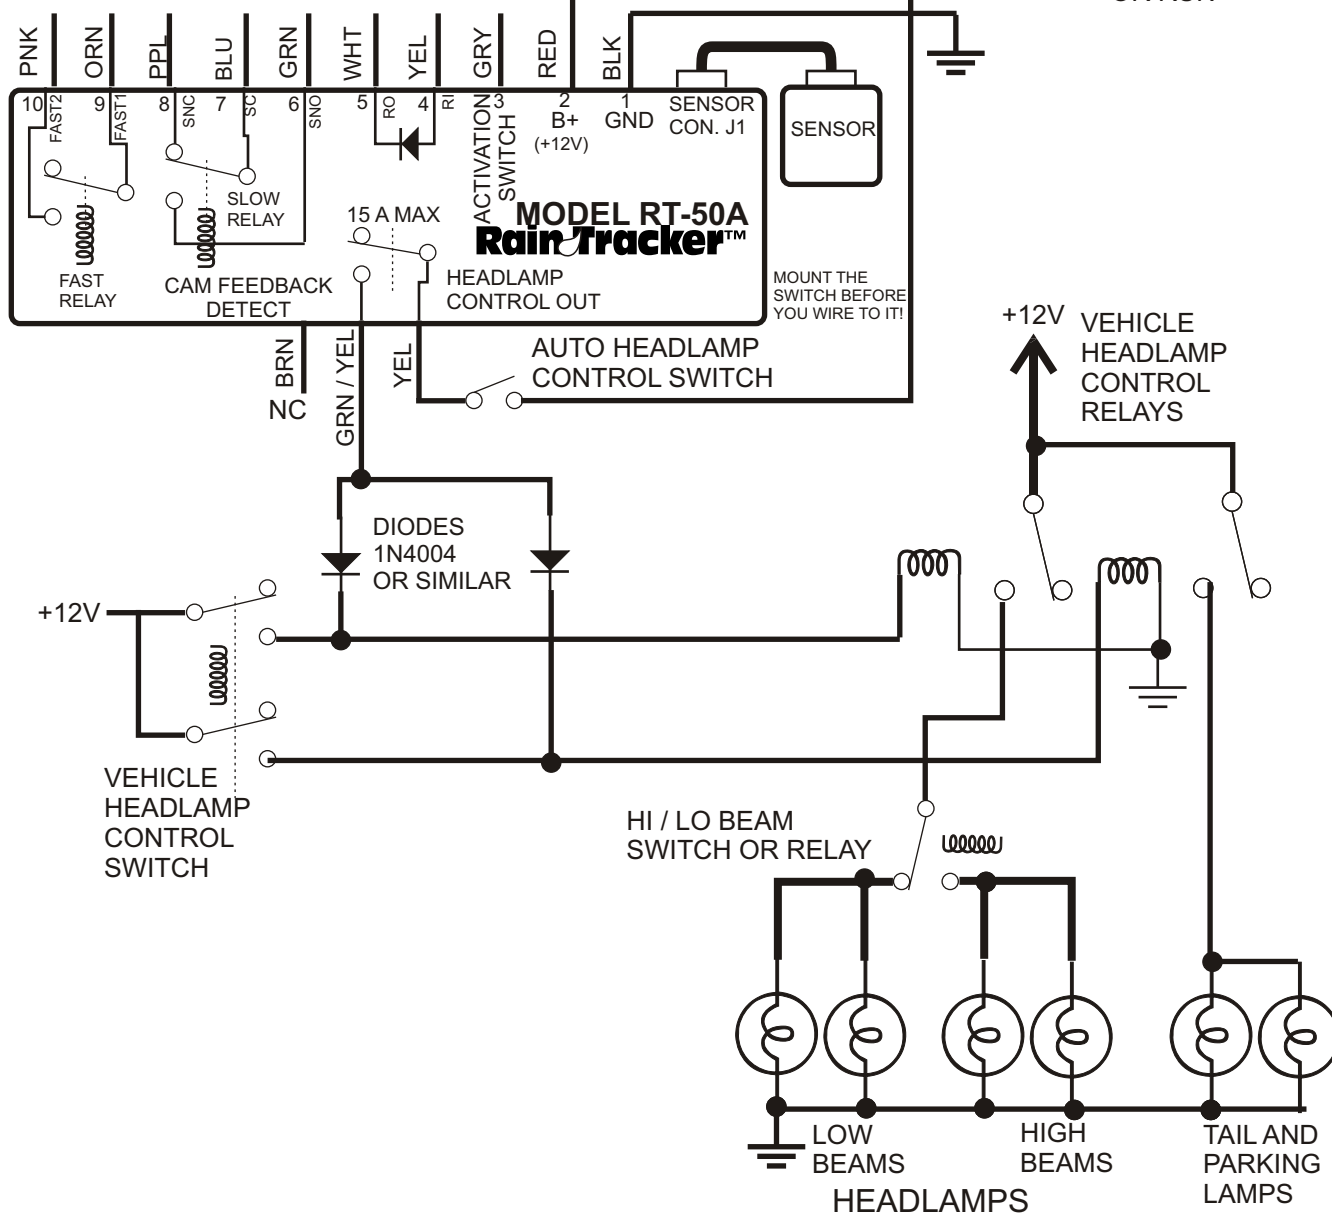 PNK
ORN
PPL
BLU
GRN
WHT
YEL
GRY
RED
BLK
10
9
8
7
6
5
4
3
2
1
FAST2
FAST1
SNC
SC
SNO
RO
RI
ACTIVATION
SWITCH
B+
(+12V)
GND
SENSOR
CON. J1
SENSOR
SLOW
RELAY
15 A MAX
MODEL RT-50A
RainTracker™
FAST
RELAY
CAM FEEDBACK
DETECT
HEADLAMP
CONTROL OUT
MOUNT THE
SWITCH BEFORE
YOU WIRE TO IT!
BRN
NC
GRN / YEL
YEL
AUTO HEADLAMP
CONTROL SWITCH
+12V
VEHICLE
HEADLAMP
CONTROL
RELAYS
DIODES
1N4004
OR SIMILAR
+12V
VEHICLE
HEADLAMP
CONTROL
SWITCH
HI / LO BEAM
SWITCH OR RELAY
LOW
BEAMS
HIGH
BEAMS
TAIL AND
PARKING
LAMPS
HEADLAMPS